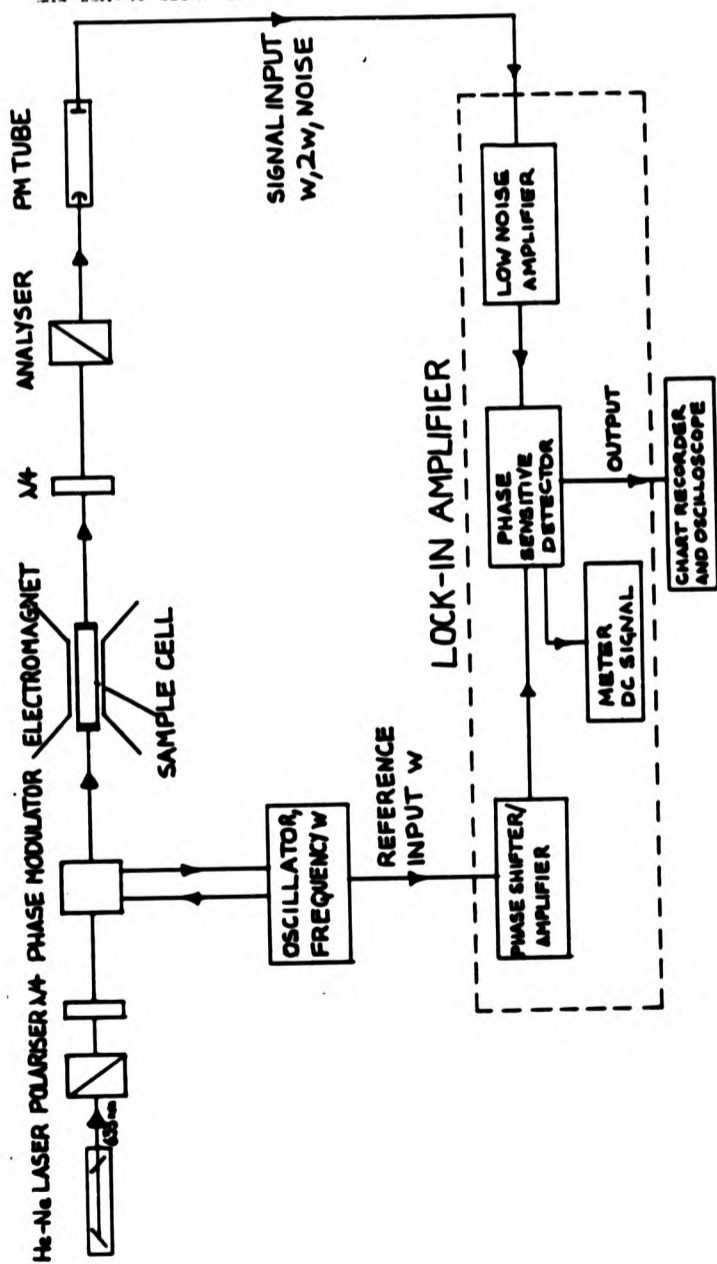 He-Ne LASER
POLARISER
λ/4
PHASE MODULATOR
ELECTROMAGNET
λ/4
ANALYSER
PM TUBE
SAMPLE CELL
SIGNAL INPUT
W, 2W, NOISE
OSCILLATOR,
FREQUENCY W
REFERENCE
INPUT W
LOCK-IN AMPLIFIER
LOW NOISE
AMPLIFIER
PHASE
SENSITIVE
DETECTOR
PHASE SHIFTER/
AMPLIFIER
METER
DC SIGNAL
OUTPUT
CHART RECORDER
AND OSCILLOSCOPE